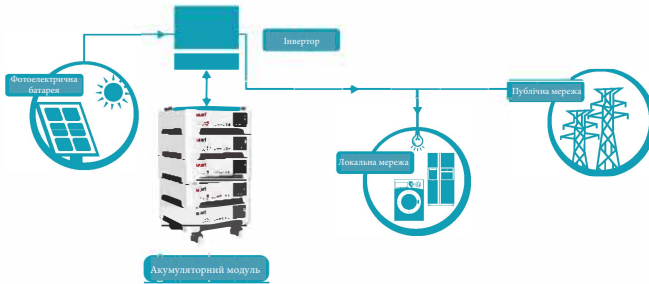 Інвертор
Фотоелектрична
батарея
Публічна мережа
Локальна мережа
Акумуляторний модуль